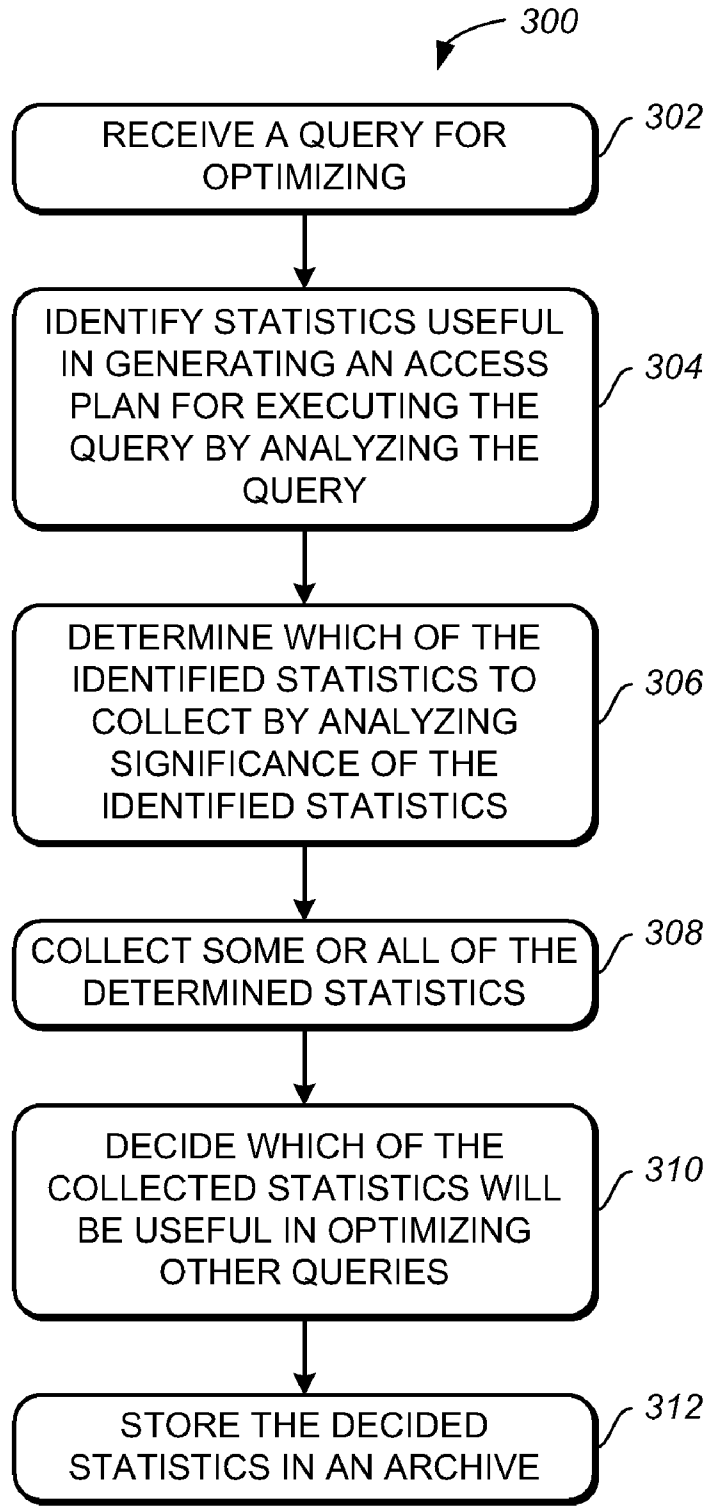 300
RECEIVE A QUERY FOR
OPTIMIZING
302
IDENTIFY STATISTICS USEFUL
IN GENERATING AN ACCESS
PLAN FOR EXECUTING THE
QUERY BY ANALYZING THE
QUERY
304
DETERMINE WHICH OF THE
IDENTIFIED STATISTICS TO
COLLECT BY ANALYZING
SIGNIFICANCE OF THE
IDENTIFIED STATISTICS
306
COLLECT SOME OR ALL OF THE
DETERMINED STATISTICS
308
DECIDE WHICH OF THE
COLLECTED STATISTICS WILL
BE USEFUL IN OPTIMIZING
OTHER QUERIES
310
STORE THE DECIDED
STATISTICS IN AN ARCHIVE
312